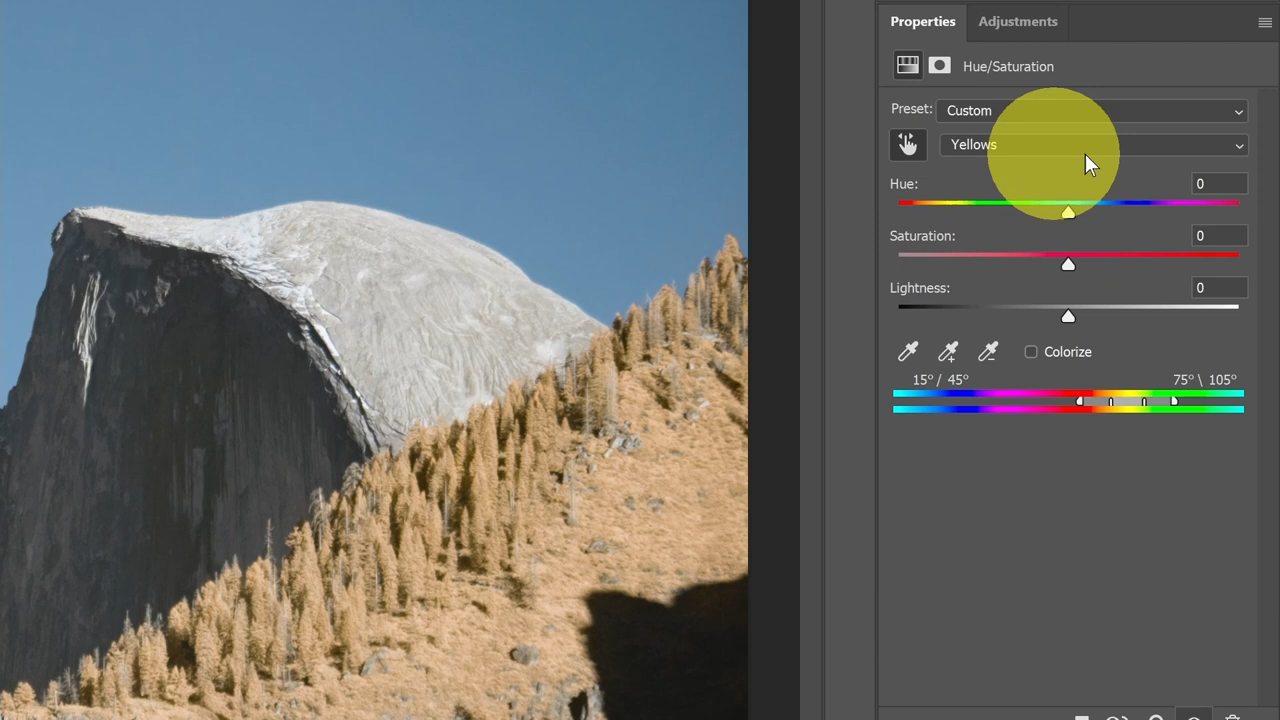 Properties Adjustments
Hue/Saturation
Preset: Custom
Yellows
Hue: 0
Saturation: 0
Lightness: 0
Colorize
15°/ 45° 75°\ 105°